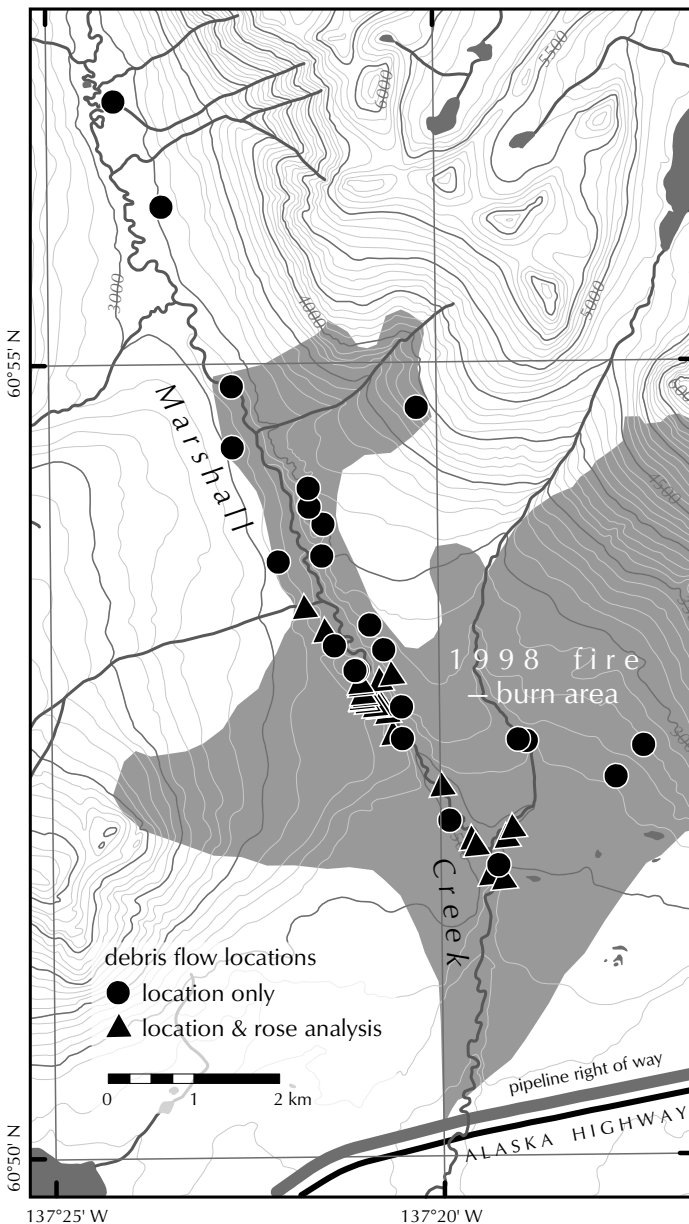 5500
6000
3000
4000
5000
60°55' N
Marshall
4500
1998 fire
burn area
Creek
debris flow locations
location only
location & rose analysis
0 1 2 km
pipeline right of way
ALASKA HIGHWAY
60°50' N
137°25' W 137°20' W